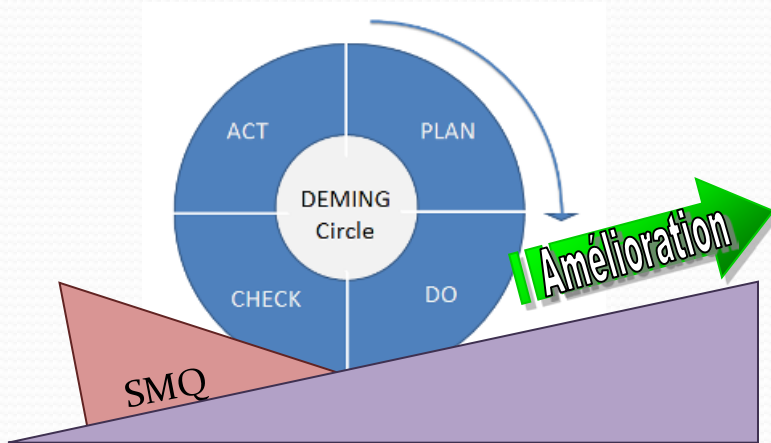 ACT
PLAN
DEMING
Circle
Amélioration
CHECK
DO
SMQ